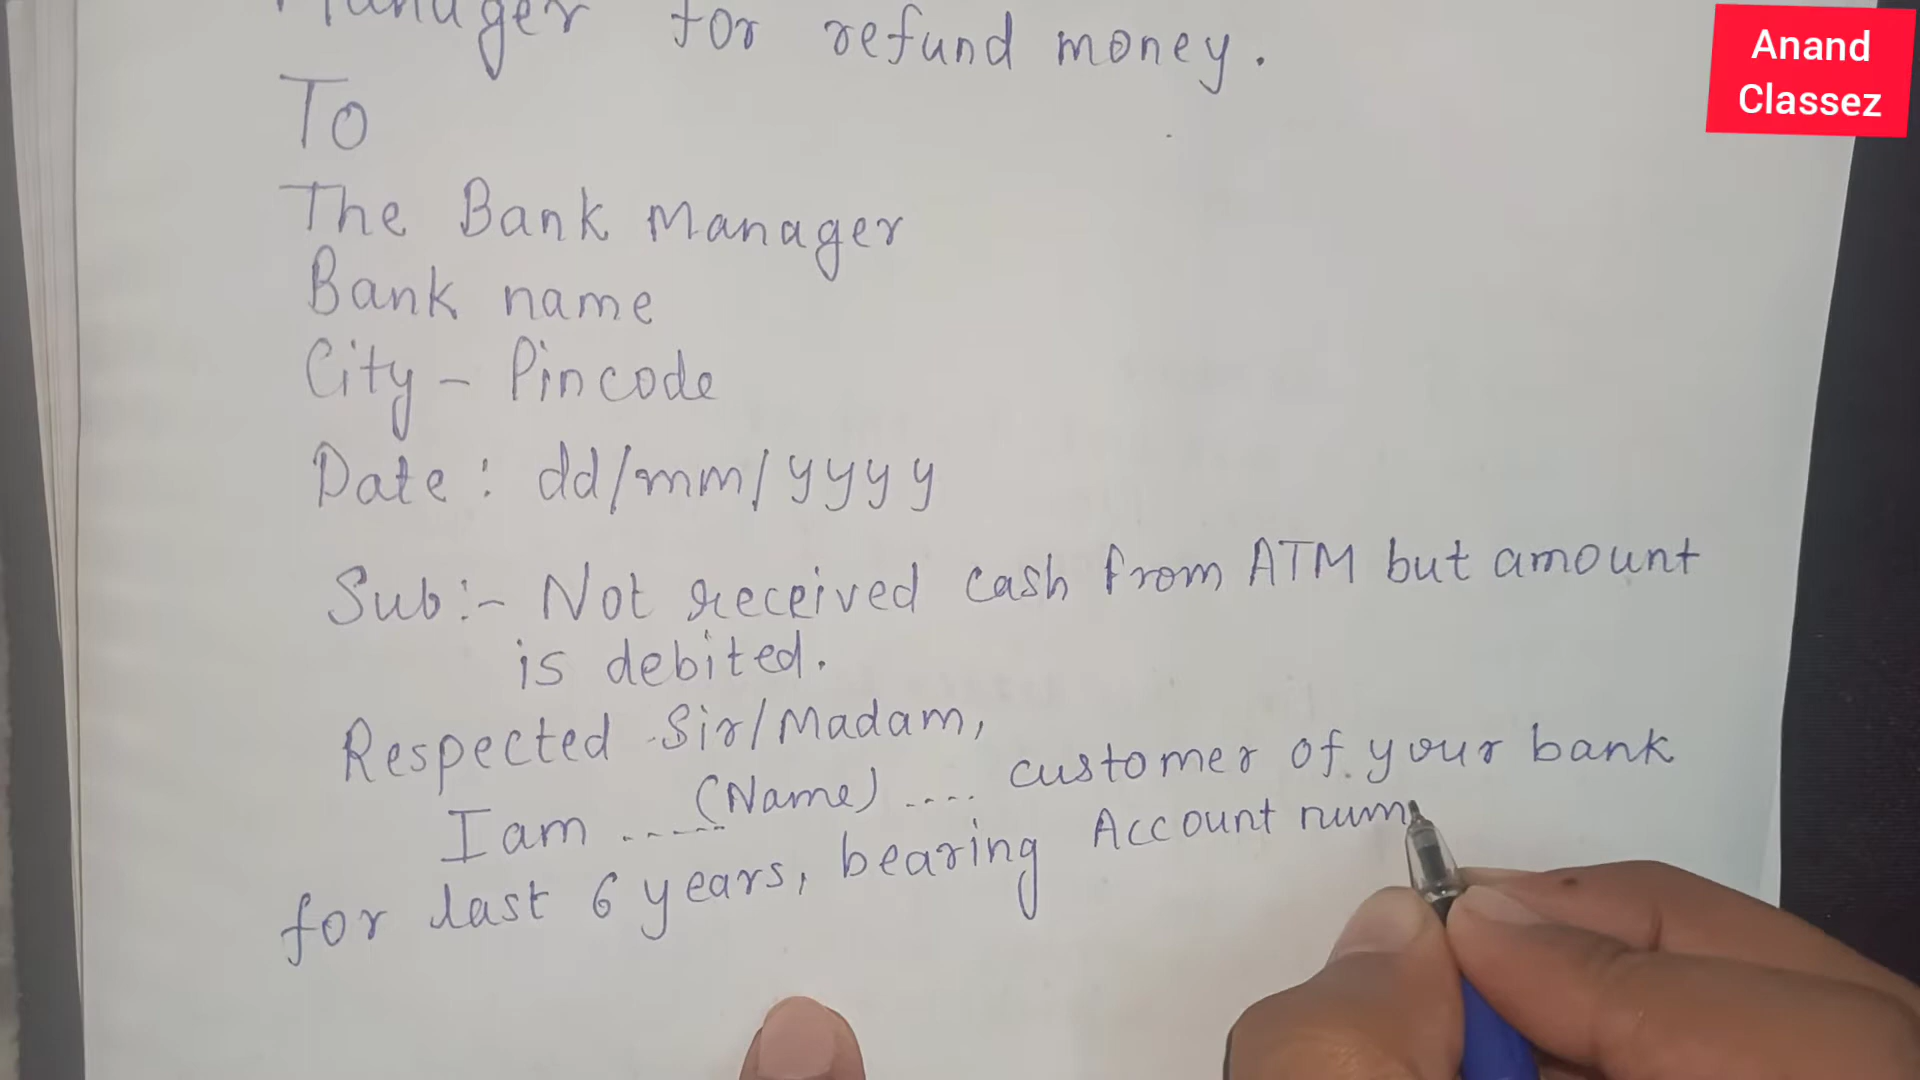 Manager for refund money.
Anand
Classez
To
The Bank Manager
Bank name
City - Pincode
Date : dd/mm/yyyy
Sub:- Not received cash from ATM but amount
is debited.
Respected Sir/Madam,
I am ...... (Name) .... customer of your bank
for last 6 years, bearing Account num